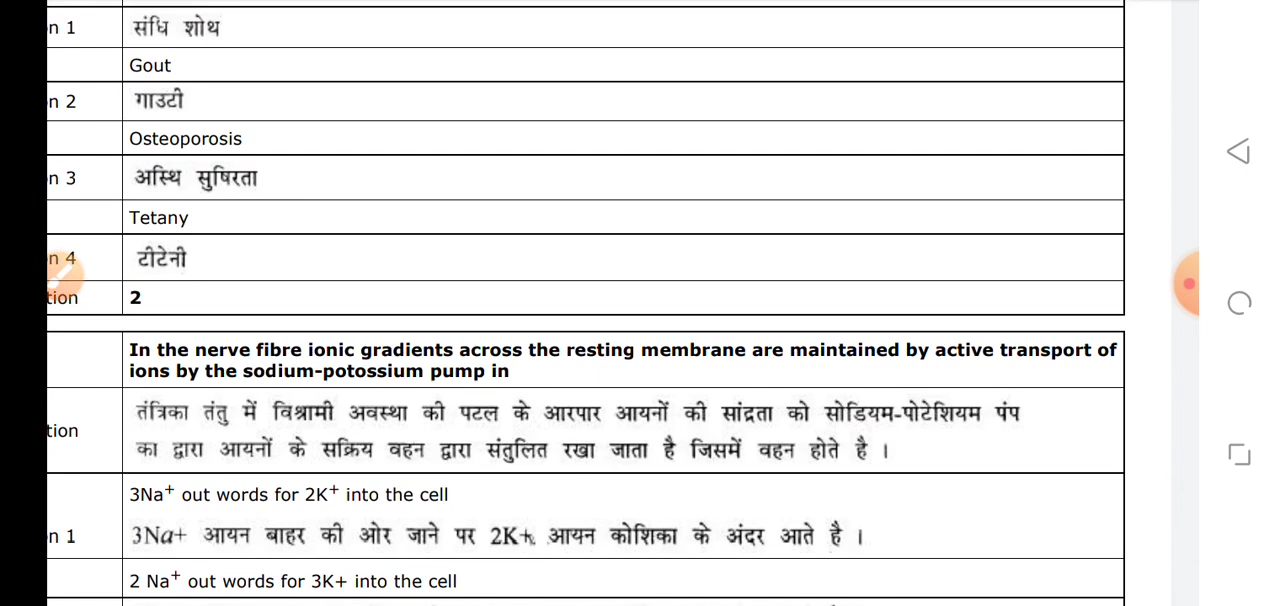 n 1 संधि शोथ
Gout
n 2 गाउटी
Osteoporosis
n 3 अस्थि सुषिरता
Tetany
n 4 टीटेनी
tion 2
In the nerve fibre ionic gradients across the resting membrane are maintained by active transport of
ions by the sodium-potossium pump in
तंत्रिका तंतु में विश्रामी अवस्था की पटल के आरपार आयनों की सांद्रता को सोडियम-पोटेशियम पंप
tion
का द्वारा आयनों के सक्रिय वहन द्वारा संतुलित रखा जाता है जिसमें वहन होते है ।
3Na⁺ out words for 2K⁺ into the cell
n 1 3Na+ आयन बाहर की ओर जाने पर 2K+ आयन कोशिका के अंदर आते है ।
2 Na⁺ out words for 3K+ into the cell